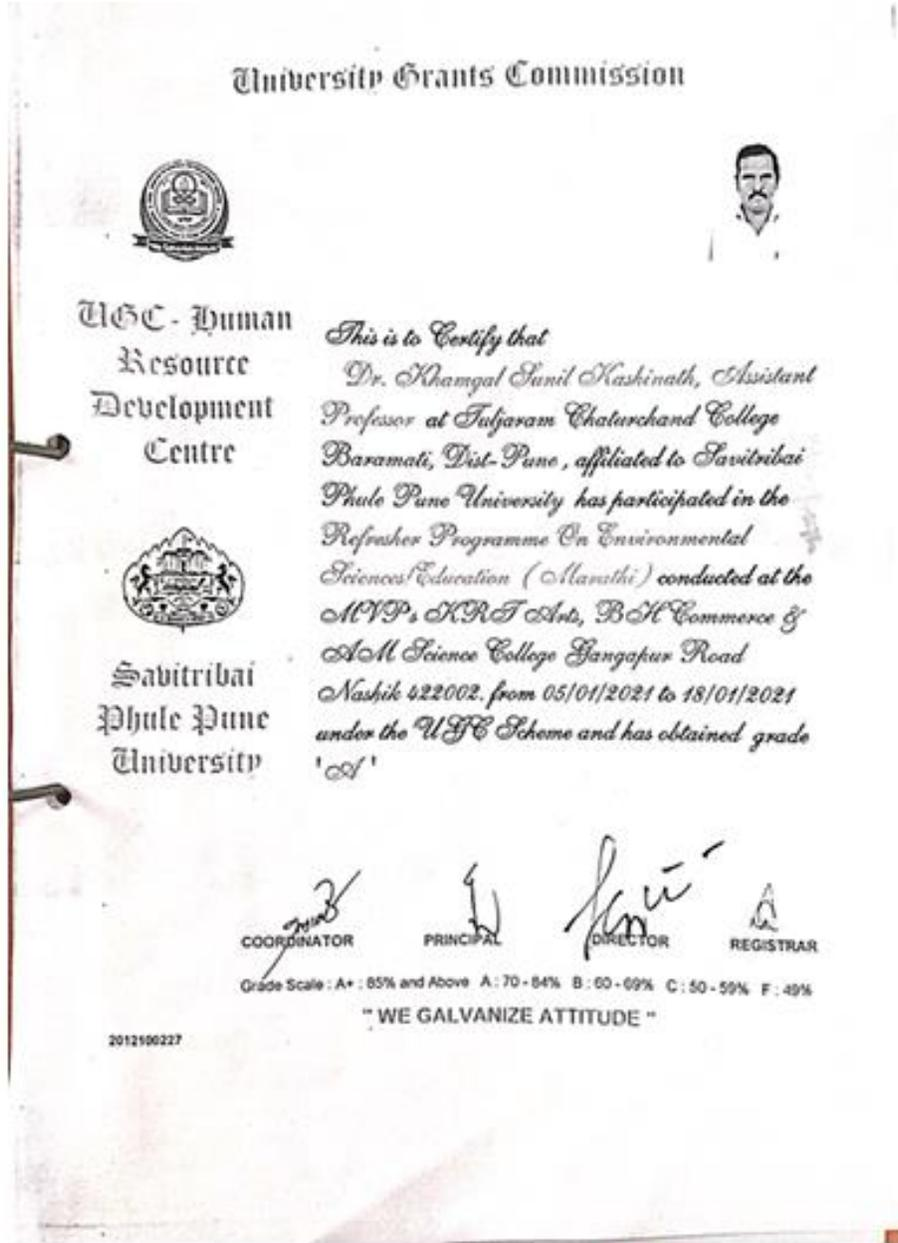 University Grants Commission
UGC - Human
Resource
Development
Centre
Savitribai
Phule Pune
University
This is to Certify that
Dr. Khamgal Sunil Kashinath, Assistant
Professor at Tuljaram Chaturchand College
Baramati, Dist-Pune, affiliated to Savitribai
Phule Pune University has participated in the
Refresher Programme On Environmental
Sciences/Education (Marathi) conducted at the
MVP's KRT Arts, BH Commerce &
AM Science College Gangapur Road
Nashik 422002. from 05/01/2021 to 18/01/2021
under the UGC Scheme and has obtained grade
'A'
COORDINATOR PRINCIPAL DIRECTOR REGISTRAR
Grade Scale : A+ : 85% and Above A : 70 - 84% B : 60 - 69% C : 50 - 59% F : 49%
" WE GALVANIZE ATTITUDE "
2012100227